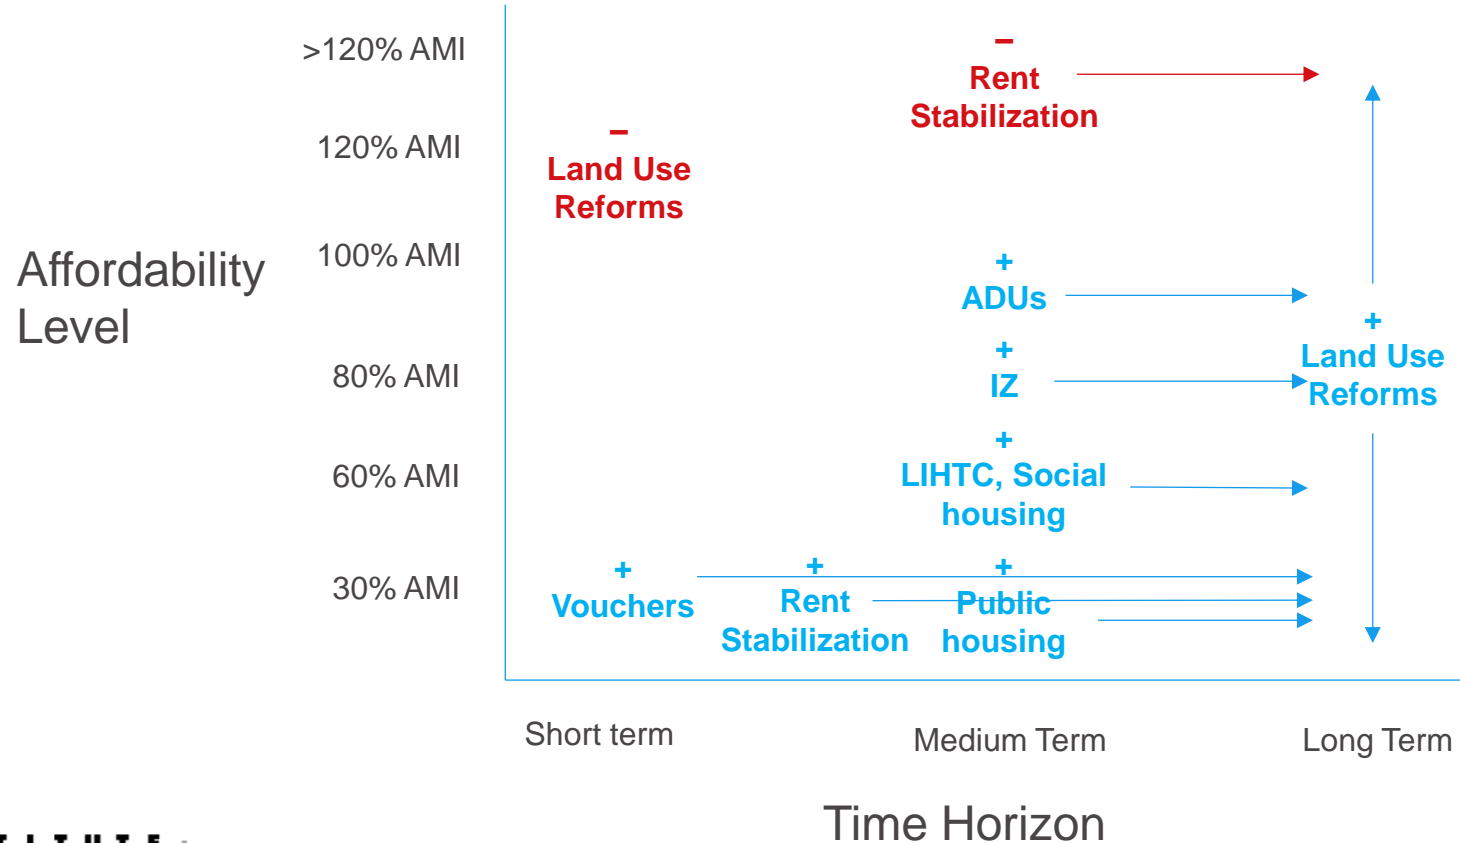 >120% AMI
–
Rent
Stabilization
120% AMI
–
Land Use
Reforms
Affordability
Level
100% AMI
+
ADUs
+
Land Use
Reforms
80% AMI
+
IZ
60% AMI
+
LIHTC, Social
housing
30% AMI
+
Vouchers
+
Rent
Stabilization
+
Public
housing
Short term
Medium Term
Long Term
Time Horizon